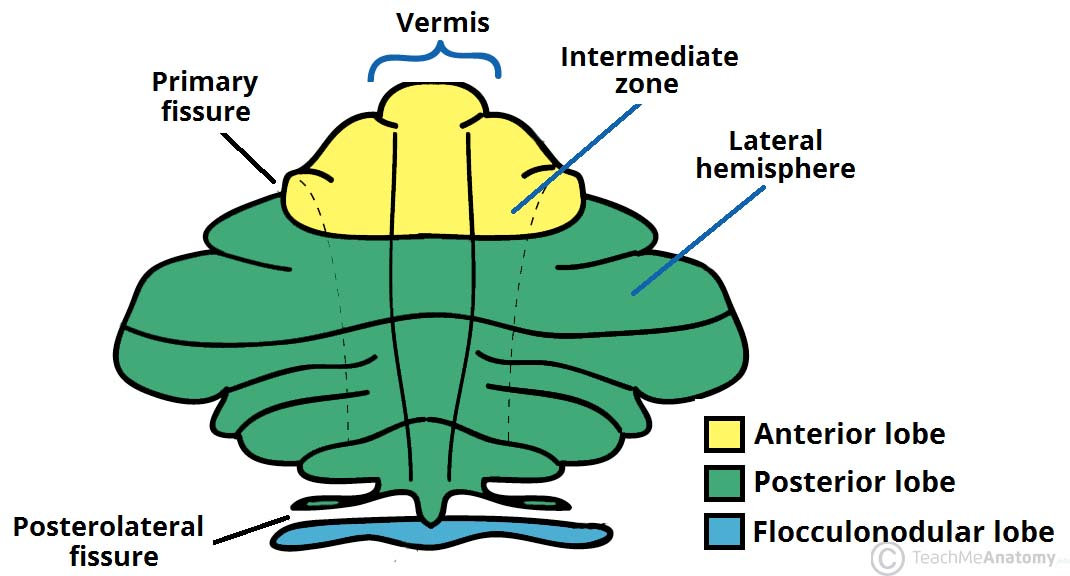 Vermis
Intermediate
zone
Primary
fissure
Lateral
hemisphere
Anterior lobe
Posterior lobe
Posterolateral
fissure
Flocculonodular lobe
© TeachMeAnatomy